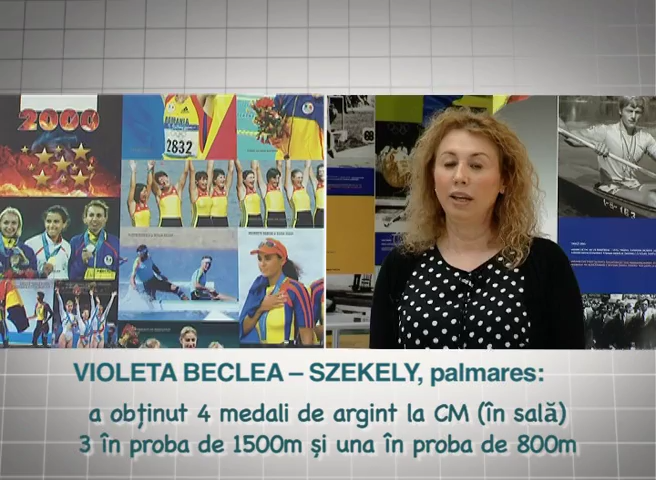 2000
ROMANIA
2832
VIOLETA BECLEA – SZEKELY, palmares:
a obținut 4 medali de argint la CM (în sală)
3 în proba de 1500m și una în proba de 800m